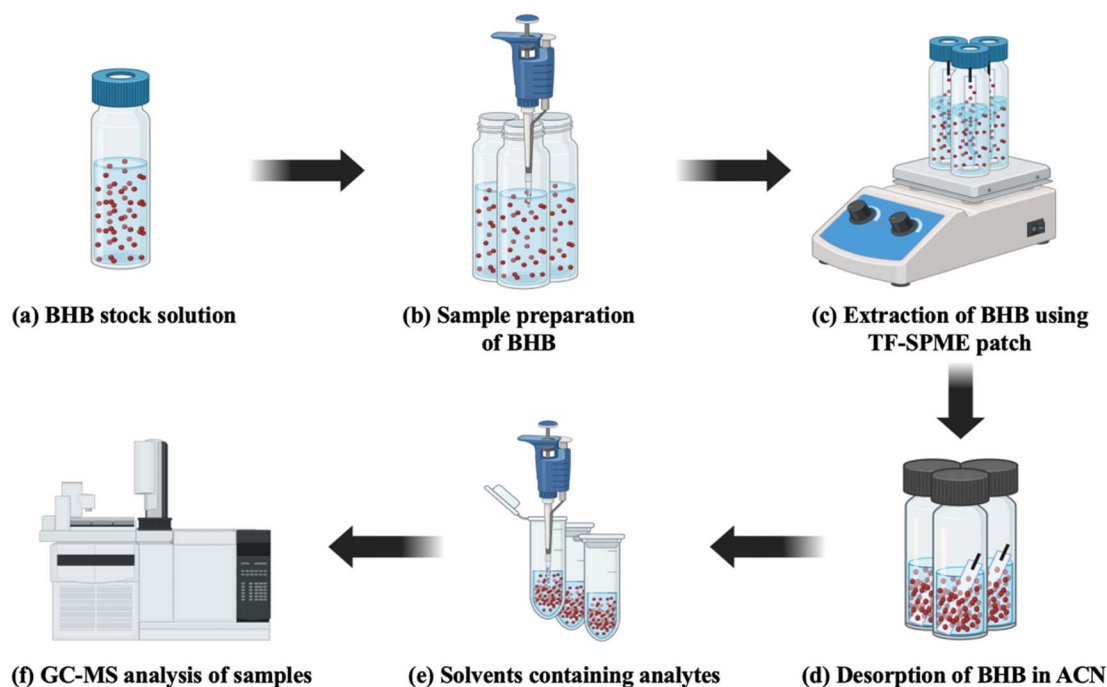 (a) BHB stock solution
(b) Sample preparation
of BHB
(c) Extraction of BHB using
TF-SPME patch
(f) GC-MS analysis of samples
(e) Solvents containing analytes
(d) Desorption of BHB in ACN